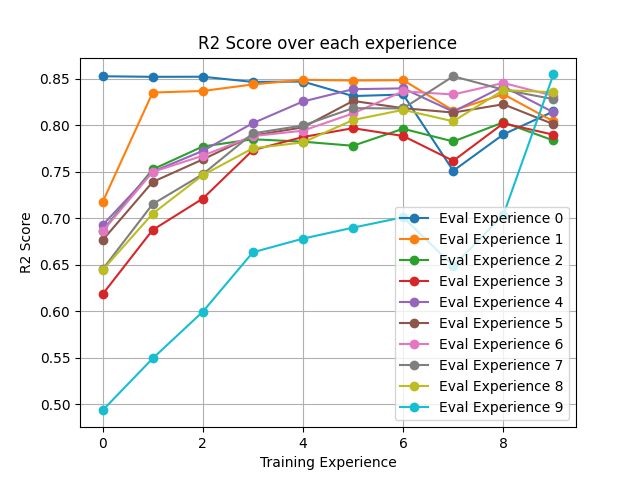 R2 Score over each experience
R2 Score
0.85
0.80
0.75
0.70
0.65
0.60
0.55
0.50
Eval Experience 0
Eval Experience 1
Eval Experience 2
Eval Experience 3
Eval Experience 4
Eval Experience 5
Eval Experience 6
Eval Experience 7
Eval Experience 8
Eval Experience 9
0 2 4 6 8
Training Experience